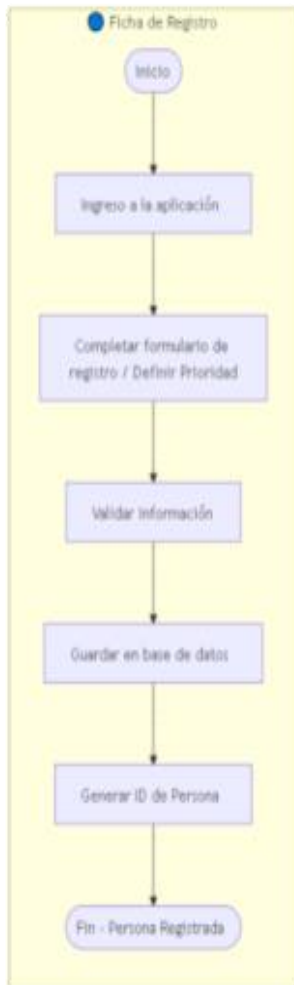 Ficha de Registro
Inicio
Ingreso a la aplicación
Completar formulario de
registro / Definir Prioridad
Validar Información
Guardar en base de datos
Generar ID de Persona
Fin - Persona Registrada